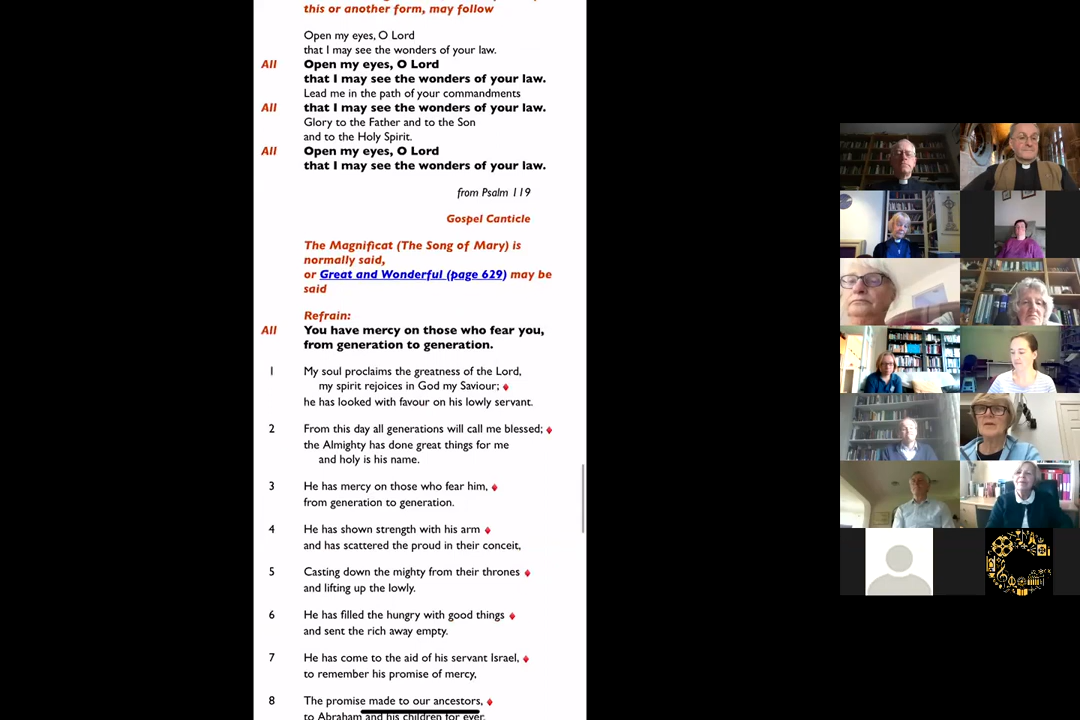 this or another form, may follow
Open my eyes, O Lord
that I may see the wonders of your law.
All Open my eyes, O Lord
that I may see the wonders of your law.
Lead me in the path of your commandments
All that I may see the wonders of your law.
Glory to the Father and to the Son
and to the Holy Spirit.
All Open my eyes, O Lord
that I may see the wonders of your law.
from Psalm 119
Gospel Canticle
The Magnificat (The Song of Mary) is
normally said,
or Great and Wonderful (page 629) may be
said
Refrain:
All You have mercy on those who fear you,
from generation to generation.
1 My soul proclaims the greatness of the Lord,
my spirit rejoices in God my Saviour; ♦
he has looked with favour on his lowly servant.
2 From this day all generations will call me blessed; ♦
the Almighty has done great things for me
and holy is his name.
3 He has mercy on those who fear him, ♦
from generation to generation.
4 He has shown strength with his arm ♦
and has scattered the proud in their conceit,
5 Casting down the mighty from their thrones ♦
and lifting up the lowly.
6 He has filled the hungry with good things ♦
and sent the rich away empty.
7 He has come to the aid of his servant Israel, ♦
to remember his promise of mercy,
8 The promise made to our ancestors, ♦
to Abraham and his children for ever.